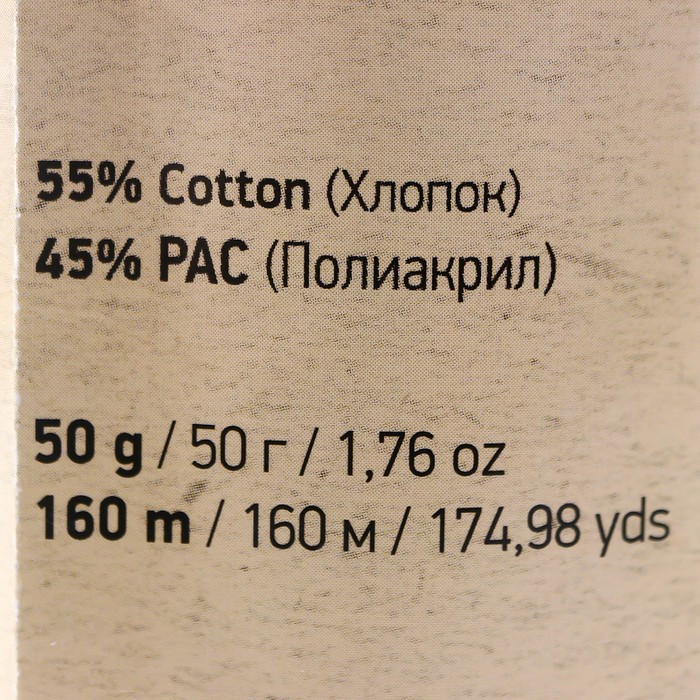 55% Cotton (Хлопок)
45% PAC (Полиакрил)
50 g / 50 г / 1,76 oz
160 m / 160 м / 174,98 yds